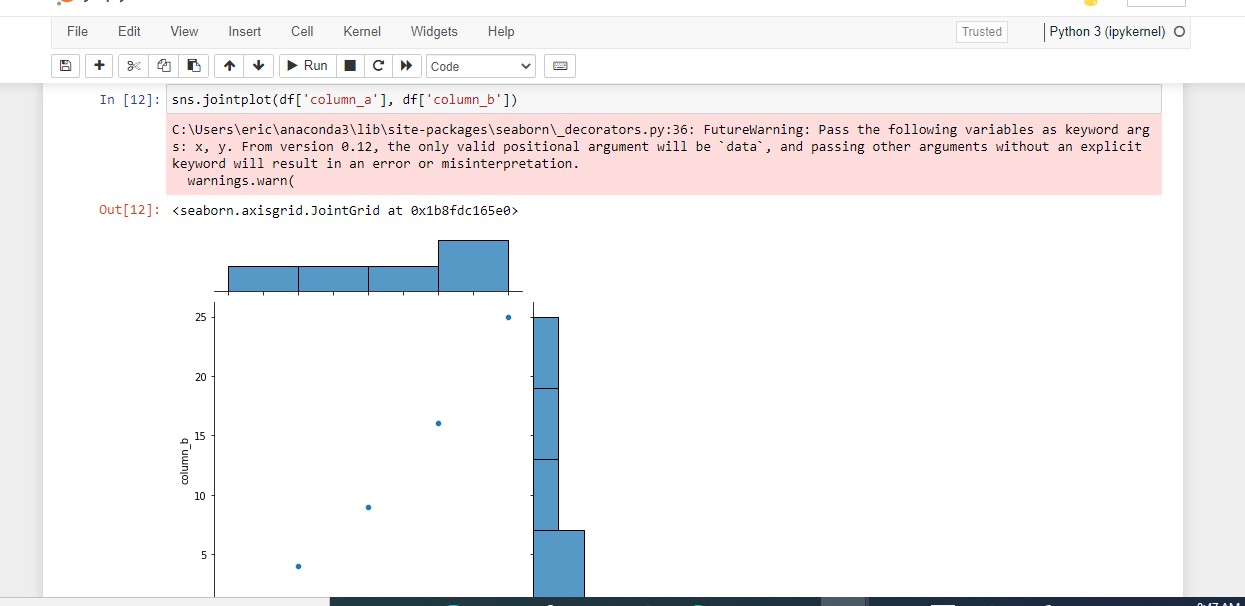 File Edit View Insert Cell Kernel Widgets Help Trusted Python 3 (ipykernel)
Run Code
In [12]: sns.jointplot(df['column_a'], df['column_b'])
C:\Users\eric\anaconda3\lib\site-packages\seaborn\_decorators.py:36: FutureWarning: Pass the following variables as keyword arg
s: x, y. From version 0.12, the only valid positional argument will be `data`, and passing other arguments without an explicit
keyword will result in an error or misinterpretation.
warnings.warn(
Out[12]: <seaborn.axisgrid.JointGrid at 0x1b8fdc165e0>
25
20
15
column_b
10
5